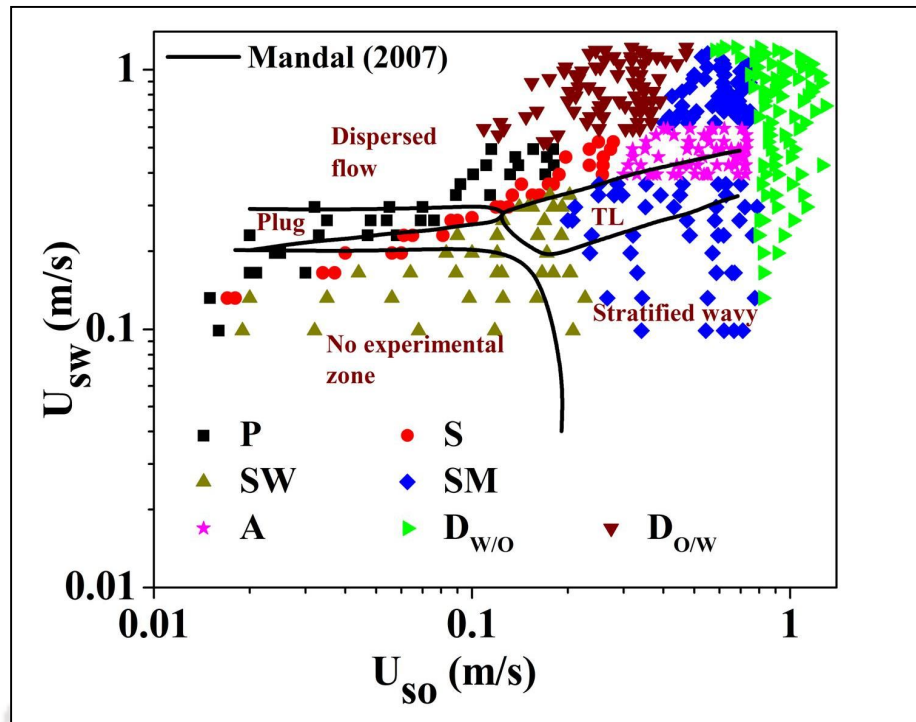 Mandal (2007)
1
Dispersed
flow
Plug
TL
U_sw (m/s)
0.1
Stratified wavy
No experimental
zone
P
S
SW
SM
A
D_W/O
D_O/W
0.01
0.01
0.1
1
U_so (m/s)